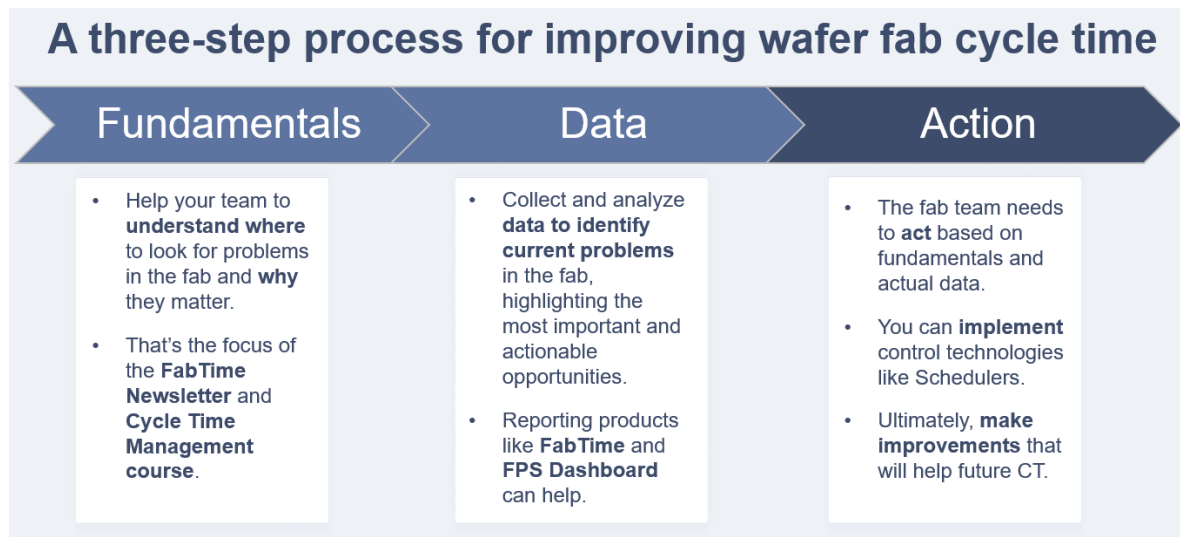 A three-step process for improving wafer fab cycle time
Fundamentals
Data
Action
• Help your team to
understand where
to look for problems
in the fab and why
they matter.
• That's the focus of
the FabTime
Newsletter and
Cycle Time
Management
course.
• Collect and analyze
data to identify
current problems
in the fab,
highlighting the
most important and
actionable
opportunities.
• Reporting products
like FabTime and
FPS Dashboard
can help.
• The fab team needs
to act based on
fundamentals and
actual data.
• You can implement
control technologies
like Schedulers.
• Ultimately, make
improvements that
will help future CT.